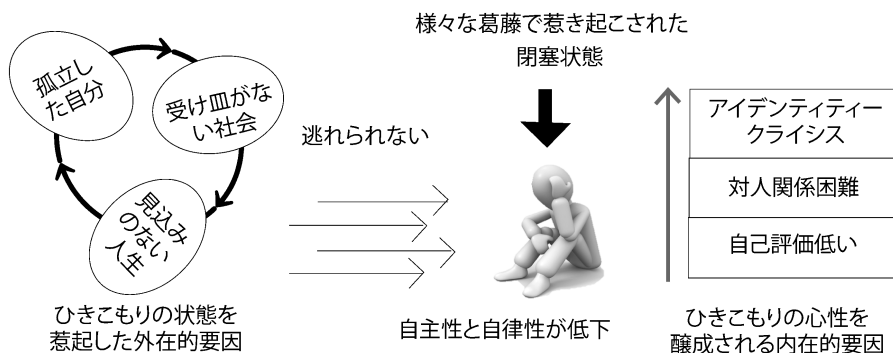 孤立し
た自分
受け皿がな
い社会
見込み
のない
人生
ひきこもりの状態を
惹起した外在的要因
逃れられない
様々な葛藤で惹き起こされた
閉塞状態
自主性と自律性が低下
アイデンティティー
クライシス
対人関係困難
自己評価低い
ひきこもりの心性を
醸成される内在的要因